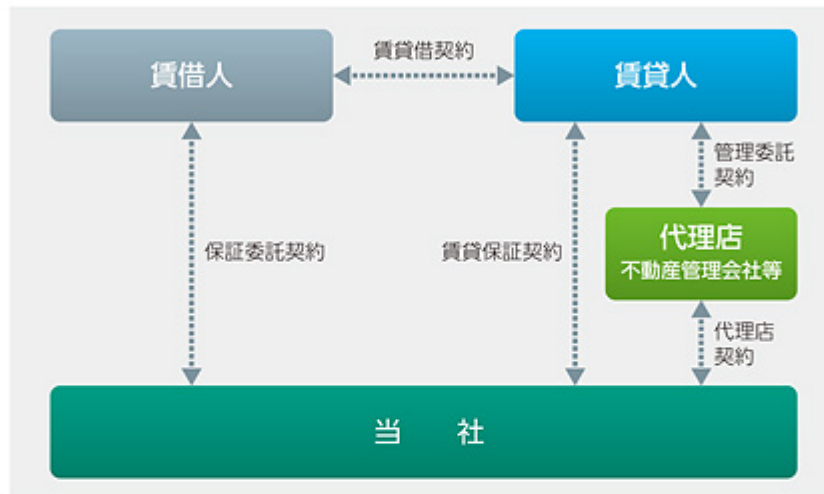 賃借人
賃貸借契約
賃貸人
管理委託
契約
代理店
不動産管理会社等
保証委託契約
賃貸保証契約
代理店
契約
当 社